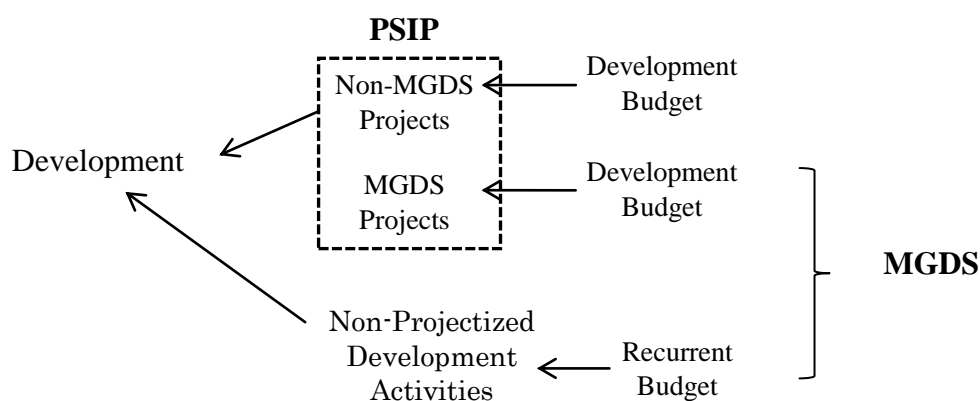 PSIP
Non-MGDS
Projects
Development
Budget
Development
MGDS
Projects
Development
Budget
MGDS
Non-Projectized
Development
Activities
Recurrent
Budget